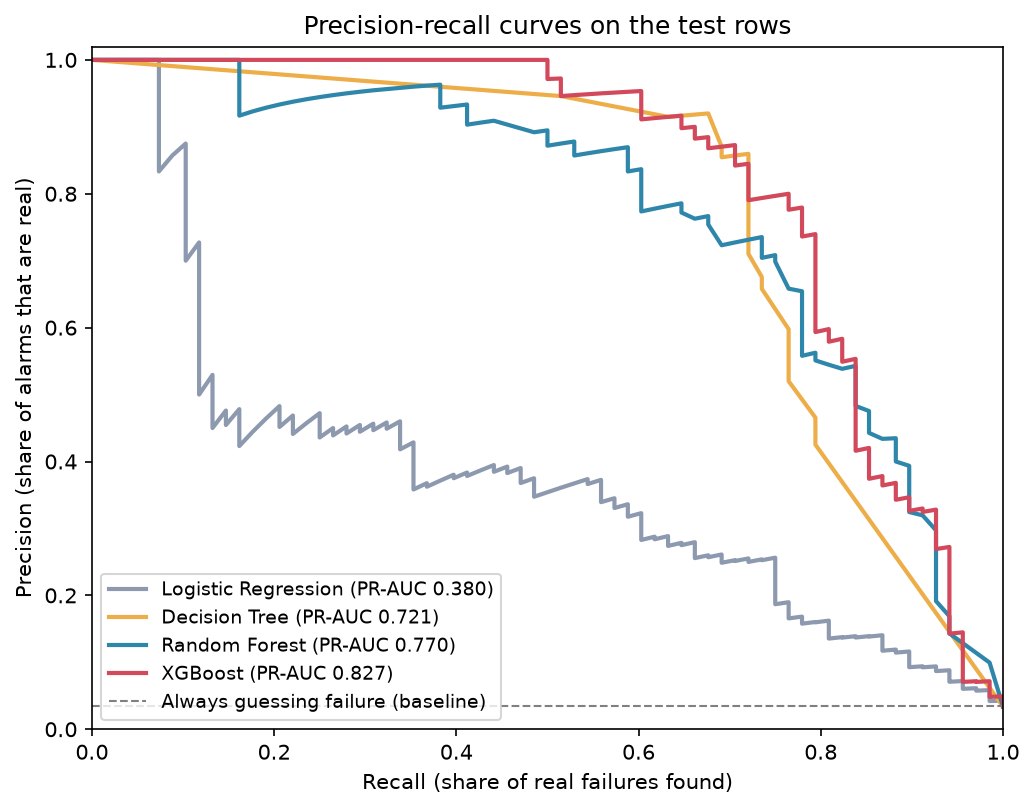 Precision-recall curves on the test rows
Precision (share of alarms that are real)
1.0
0.8
0.6
0.4
0.2
0.0
Logistic Regression (PR-AUC 0.380)
Decision Tree (PR-AUC 0.721)
Random Forest (PR-AUC 0.770)
XGBoost (PR-AUC 0.827)
Always guessing failure (baseline)
0.0 0.2 0.4 0.6 0.8 1.0
Recall (share of real failures found)